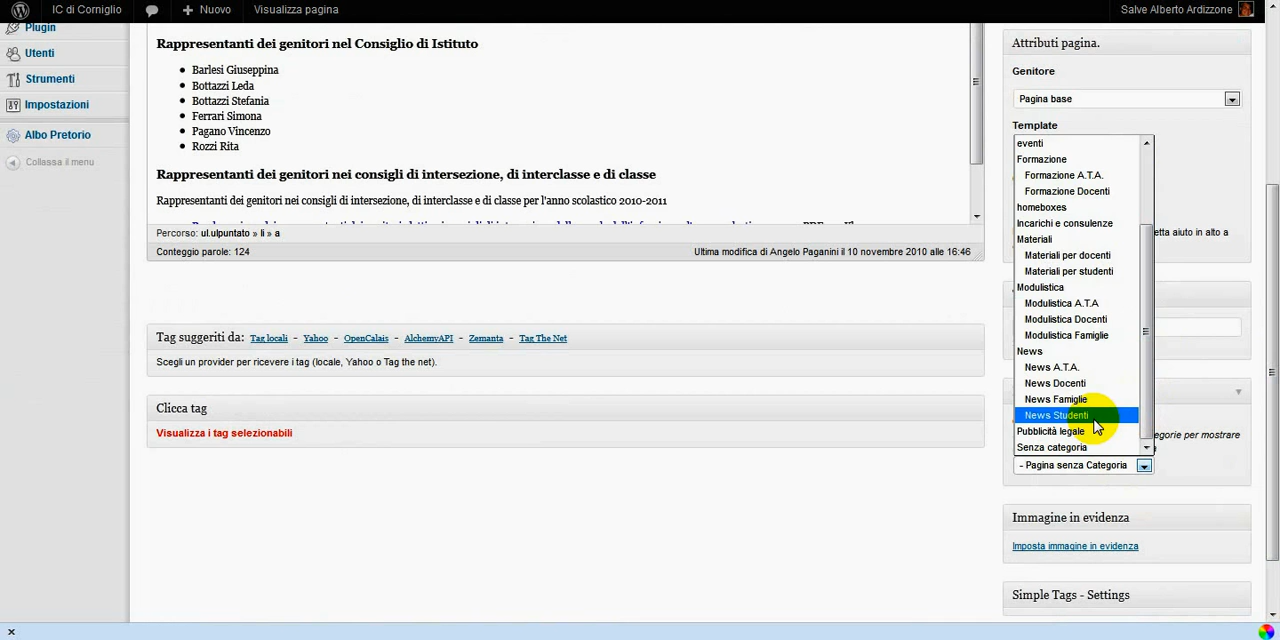 IC di Corniglio
Nuovo
Visualizza pagina
Salve Alberto Ardizzone
Plugin
Utenti
Strumenti
Impostazioni
Albo Pretorio
Collassa il menu
Rappresentanti dei genitori nel Consiglio di Istituto
Barlesi Giuseppina
Bottazzi Leda
Bottazzi Stefania
Ferrari Simona
Pagano Vincenzo
Rozzi Rita
Rappresentanti dei genitori nei consigli di intersezione, di interclasse e di classe
Rappresentanti dei genitori nei consigli di intersezione, di interclasse e di classe per l'anno scolastico 2010-2011
Percorso: ul.ulpuntato » li » a
Conteggio parole: 124
Ultima modifica di Angelo Paganini il 10 novembre 2010 alle 16:46
Tag suggeriti da: Tag locali - Yahoo - OpenCalais - AlchemyAPI - Zemanta - Tag The Net
Scegli un provider per ricevere i tag (locale, Yahoo o Tag the net).
Clicca tag
Visualizza i tag selezionabili
Attributi pagina.
Genitore
Pagina base
Template
eventi
Formazione
Formazione A.T.A.
Formazione Docenti
homeboxes
Incarichi e consulenze
etta aiuto in alto a
Materiali
Materiali per docenti
Materiali per studenti
Modulistica
Modulistica A.T.A
Modulistica Docenti
Modulistica Famiglie
News
News A.T.A.
News Docenti
News Famiglie
News Studenti
Pubblicità legale
egorie per mostrare
Senza categoria
- Pagina senza Categoria
Immagine in evidenza
Imposta immagine in evidenza
Simple Tags - Settings